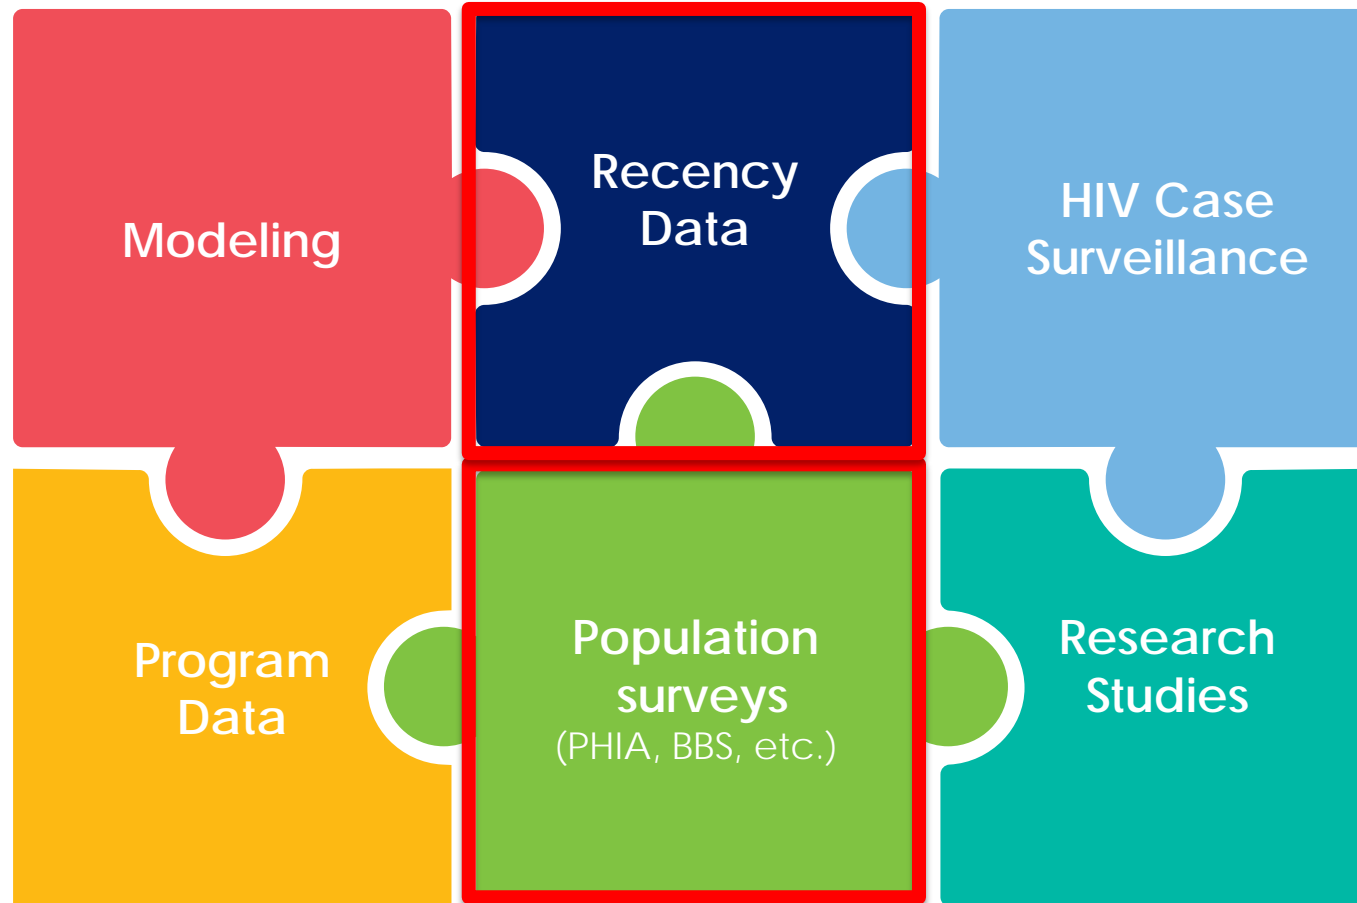 Modeling
Recency
Data
HIV Case
Surveillance
Program
Data
Population
surveys
(PHIA, BBS, etc.)
Research
Studies